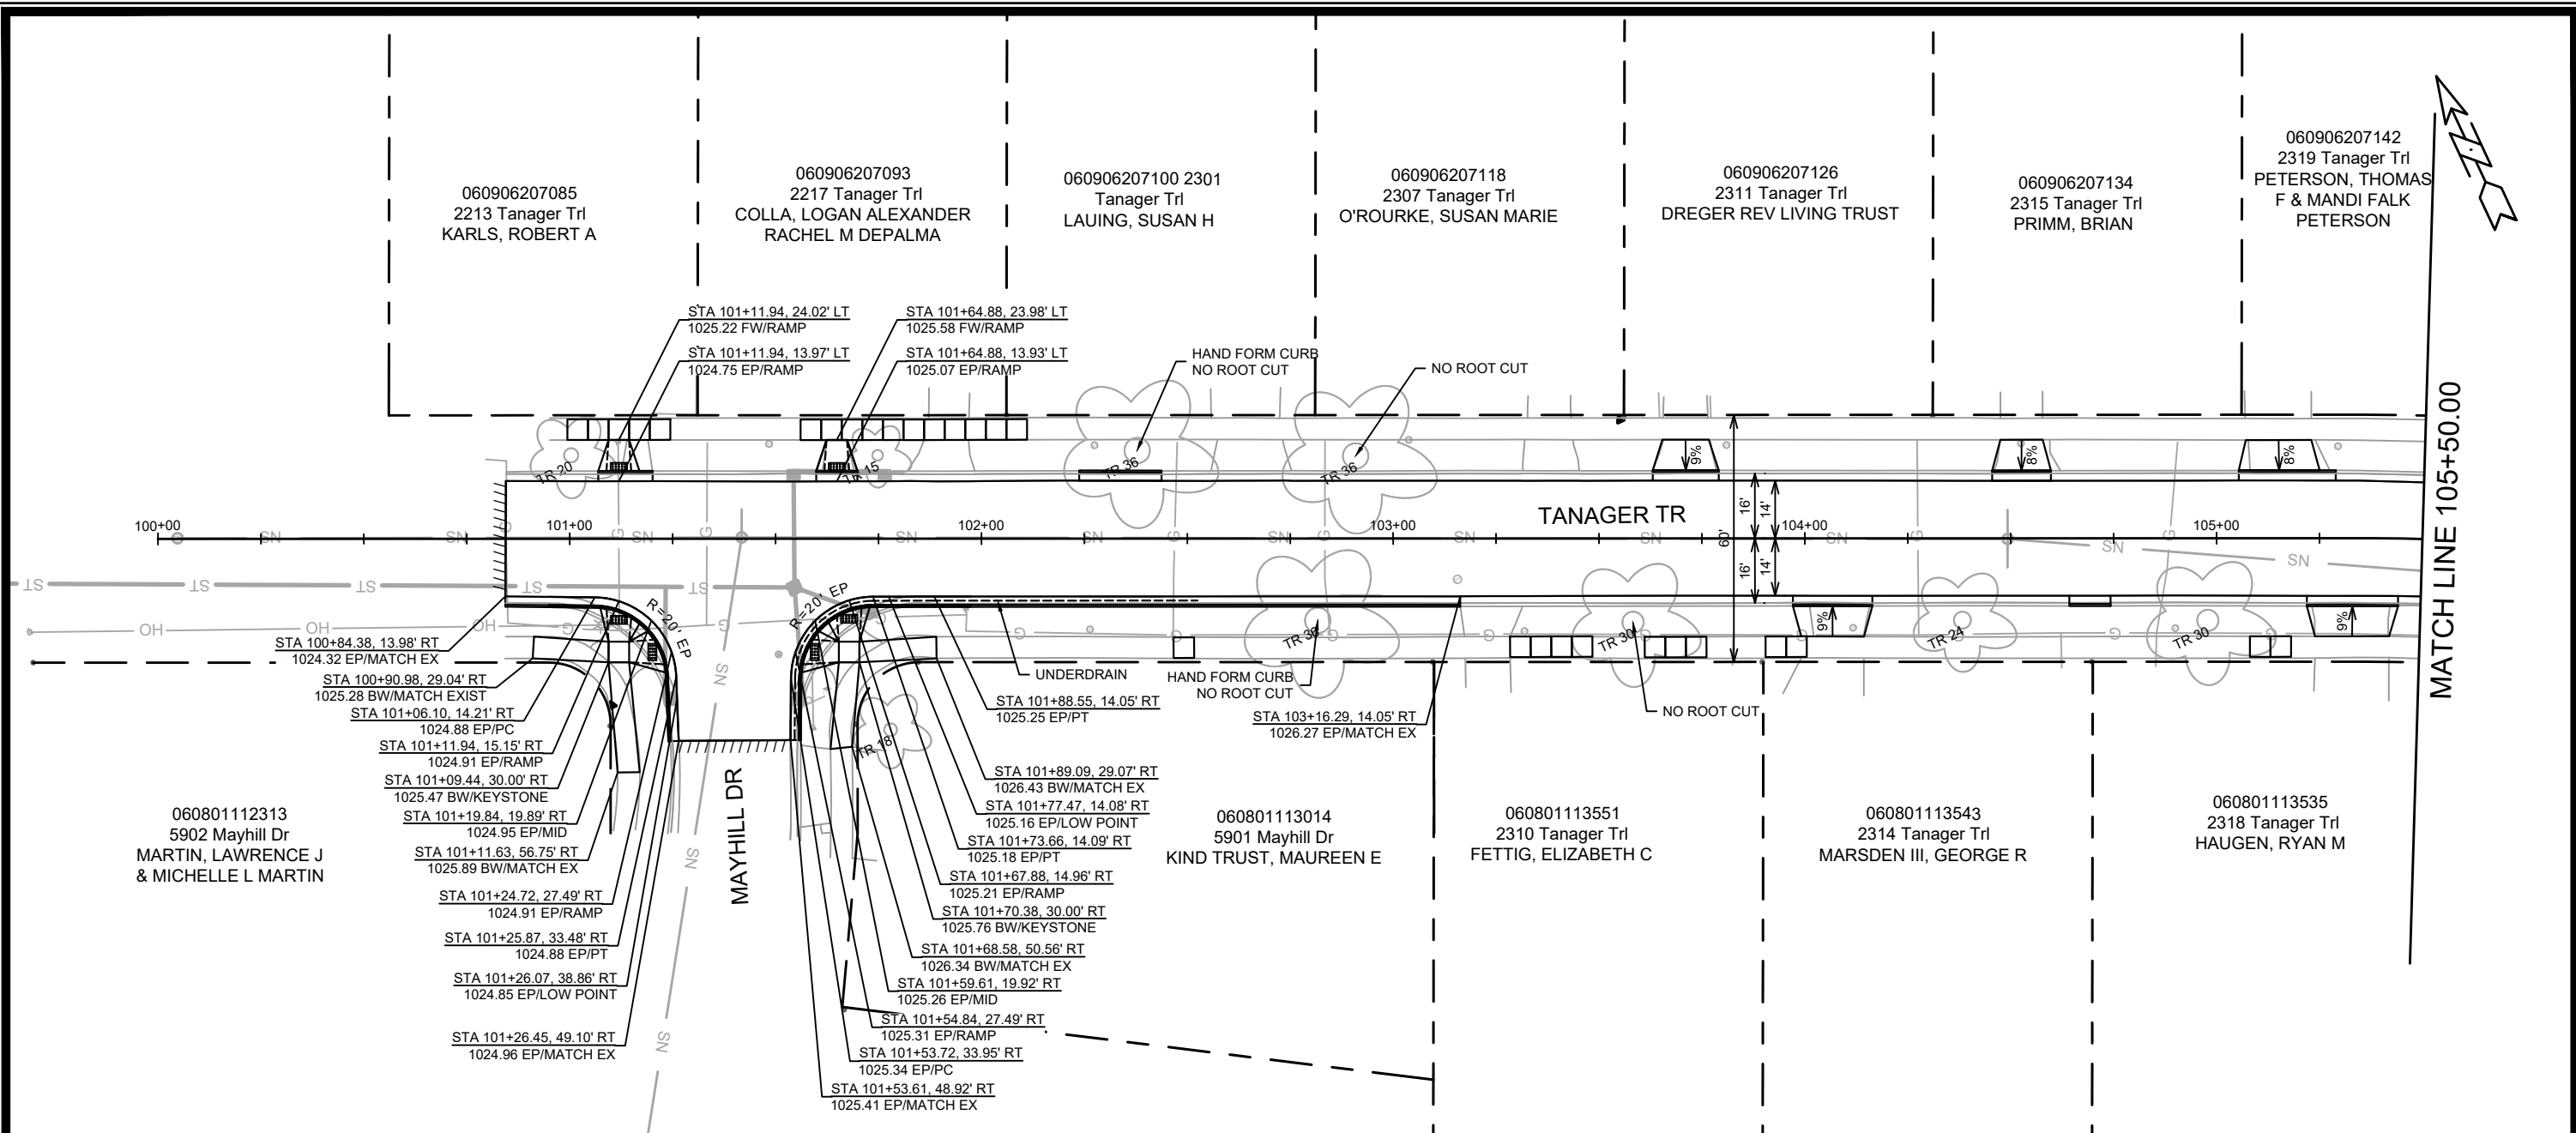 060906207085
2213 Tanager Trl
KARLS, ROBERT A
060906207093
2217 Tanager Trl
COLLA, LOGAN ALEXANDER
RACHEL M DEPALMA
060906207100 2301
Tanager Trl
LAUING, SUSAN H
060906207118
2307 Tanager Trl
O'ROURKE, SUSAN MARIE
060906207126
2311 Tanager Trl
DREGER REV LIVING TRUST
060906207134
2315 Tanager Trl
PRIMM, BRIAN
060906207142
2319 Tanager Trl
PETERSON, THOMAS
F & MANDI FALK
PETERSON
STA 101+11.94, 24.02' LT
1025.22 FW/RAMP
STA 101+11.94, 13.97' LT
1024.75 EP/RAMP
STA 101+64.88, 23.98' LT
1025.58 FW/RAMP
STA 101+64.88, 13.93' LT
1025.07 EP/RAMP
HAND FORM CURB
NO ROOT CUT
NO ROOT CUT
MATCH LINE 105+50.00
TR 20
TR 15
TR 36
TR 36
9%
8%
8%
100+00
101+00
102+00
103+00
104+00
105+00
TANAGER TR
16'
14'
60'
16'
14'
SN
SN
SN
SN
SN
SN
SN
SN
SN
SN
SN
G
G
G
G
G
G
G
G
ST
ST
ST
ST
ST
OH
OH
OH
G
G
G
G
G
G
G
R=20' EP
R=20' EP
TR 36
TR 30
TR 24
TR 30
TR 18
9%
9%
STA 100+84.38, 13.98' RT
1024.32 EP/MATCH EX
STA 100+90.98, 29.04' RT
1025.28 BW/MATCH EXIST
STA 101+06.10, 14.21' RT
1024.88 EP/PC
STA 101+11.94, 15.15' RT
1024.91 EP/RAMP
STA 101+09.44, 30.00' RT
1025.47 BW/KEYSTONE
STA 101+19.84, 19.89' RT
1024.95 EP/MID
STA 101+11.63, 56.75' RT
1025.89 BW/MATCH EX
STA 101+24.72, 27.49' RT
1024.91 EP/RAMP
STA 101+25.87, 33.48' RT
1024.88 EP/PT
STA 101+26.07, 38.86' RT
1024.85 EP/LOW POINT
STA 101+26.45, 49.10' RT
1024.96 EP/MATCH EX
SN
SN
SN
MAYHILL DR
UNDERDRAIN
STA 101+88.55, 14.05' RT
1025.25 EP/PT
HAND FORM CURB
NO ROOT CUT
STA 103+16.29, 14.05' RT
1026.27 EP/MATCH EX
NO ROOT CUT
STA 101+89.09, 29.07' RT
1026.43 BW/MATCH EX
STA 101+77.47, 14.08' RT
1025.16 EP/LOW POINT
STA 101+73.66, 14.09' RT
1025.18 EP/PT
STA 101+67.88, 14.96' RT
1025.21 EP/RAMP
STA 101+70.38, 30.00' RT
1025.76 BW/KEYSTONE
STA 101+68.58, 50.56' RT
1026.34 BW/MATCH EX
STA 101+59.61, 19.92' RT
1025.26 EP/MID
STA 101+54.84, 27.49' RT
1025.31 EP/RAMP
STA 101+53.72, 33.95' RT
1025.34 EP/PC
STA 101+53.61, 48.92' RT
1025.41 EP/MATCH EX
060801112313
5902 Mayhill Dr
MARTIN, LAWRENCE J
& MICHELLE L MARTIN
060801113014
5901 Mayhill Dr
KIND TRUST, MAUREEN E
060801113551
2310 Tanager Trl
FETTIG, ELIZABETH C
060801113543
2314 Tanager Trl
MARSDEN III, GEORGE R
060801113535
2318 Tanager Trl
HAUGEN, RYAN M